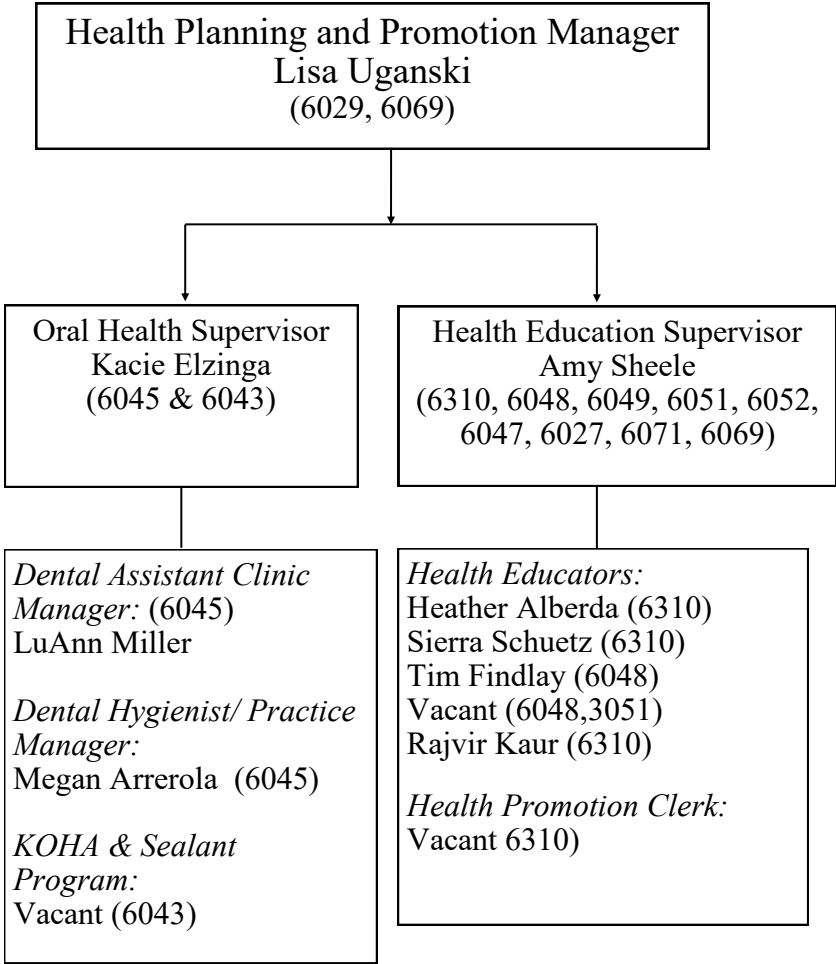 Health Planning and Promotion Manager
Lisa Uganski
(6029, 6069)
Oral Health Supervisor
Kacie Elzinga
(6045 & 6043)
Health Education Supervisor
Amy Sheele
(6310, 6048, 6049, 6051, 6052,
6047, 6027, 6071, 6069)
Dental Assistant Clinic
Manager: (6045)
LuAnn Miller
Dental Hygienist/ Practice
Manager:
Megan Arrerola  (6045)
KOHA & Sealant
Program:
Vacant (6043)
Health Educators:
Heather Alberda (6310)
Sierra Schuetz (6310)
Tim Findlay (6048)
Vacant (6048,3051)
Rajvir Kaur (6310)
Health Promotion Clerk:
Vacant 6310)